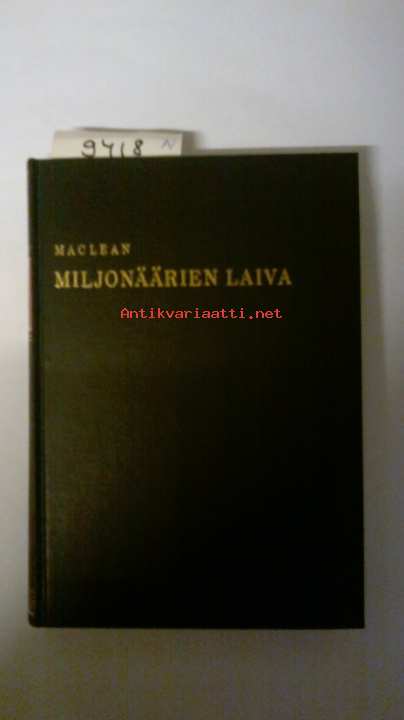 9418 N
MACLEAN
MILJONÄÄRIEN LAIVA
Antikvariaatti.net